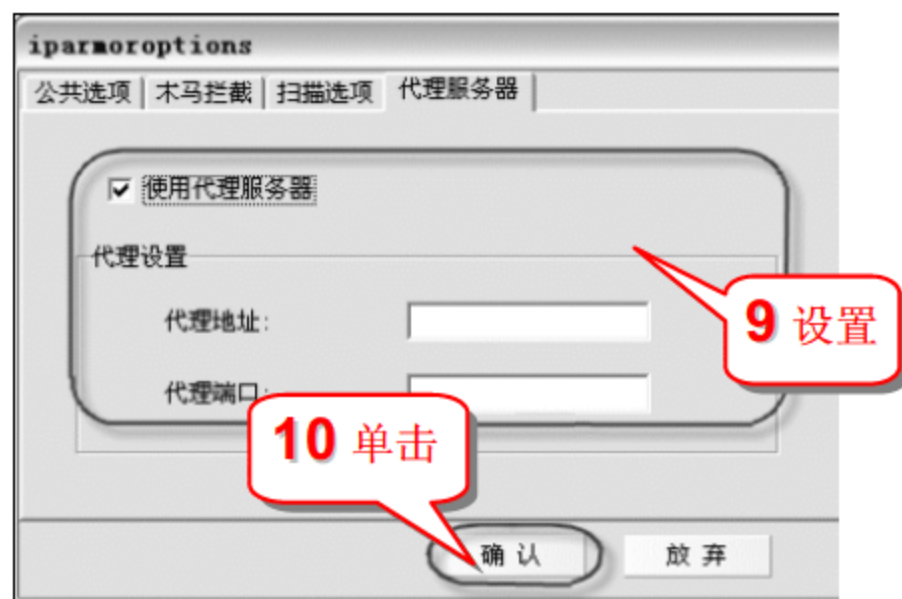 iparmoroptions
公共选项 木马拦截 扫描选项 代理服务器
使用代理服务器
代理设置
代理地址:
9 设置
代理端口:
10 单击
确认 放弃